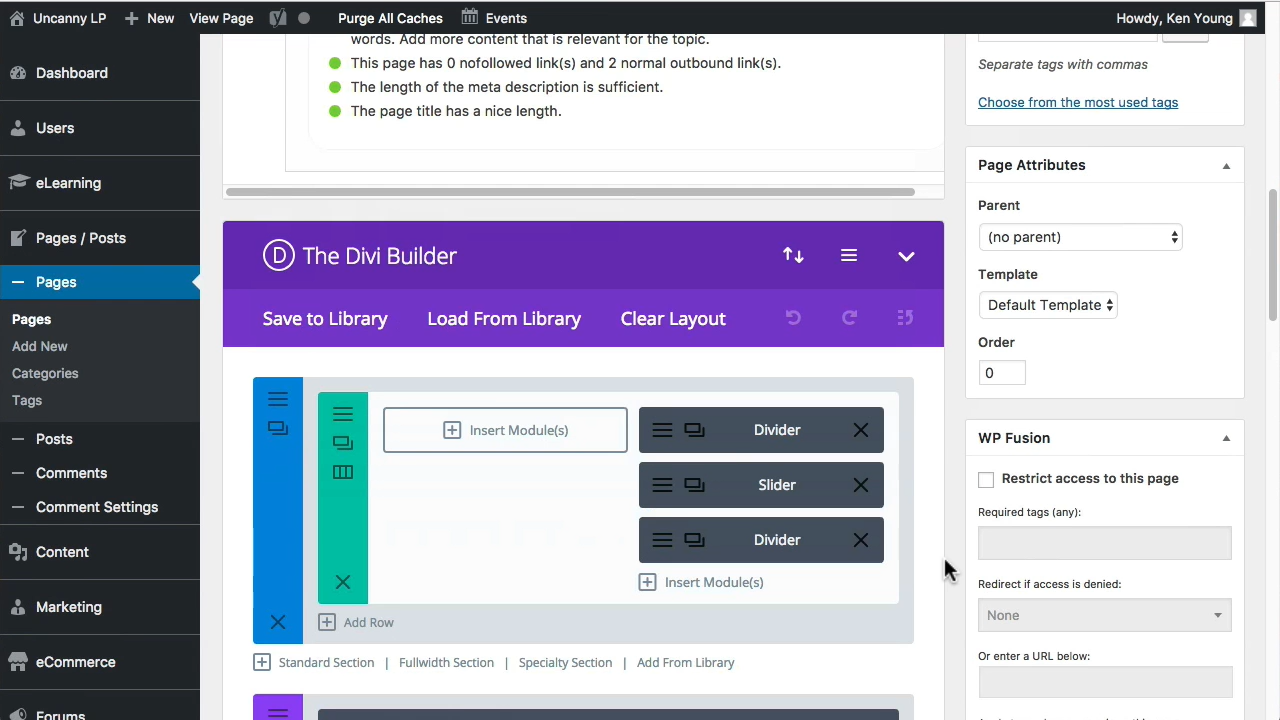 Uncanny LP
New
View Page
Purge All Caches
Events
Howdy, Ken Young
Dashboard
Users
eLearning
Pages / Posts
Pages
Pages
Add New
Categories
Tags
Posts
Comments
Comment Settings
Content
Marketing
eCommerce
Forums
words. Add more content that is relevant for the topic.
This page has 0 nofollowed link(s) and 2 normal outbound link(s).
The length of the meta description is sufficient.
The page title has a nice length.
D The Divi Builder
Save to Library
Load From Library
Clear Layout
Insert Module(s)
Divider
Slider
Divider
Insert Module(s)
Add Row
Standard Section | Fullwidth Section | Specialty Section | Add From Library
Separate tags with commas
Choose from the most used tags
Page Attributes
Parent
(no parent)
Template
Default Template
Order
0
WP Fusion
Restrict access to this page
Required tags (any):
Redirect if access is denied:
None
Or enter a URL below: